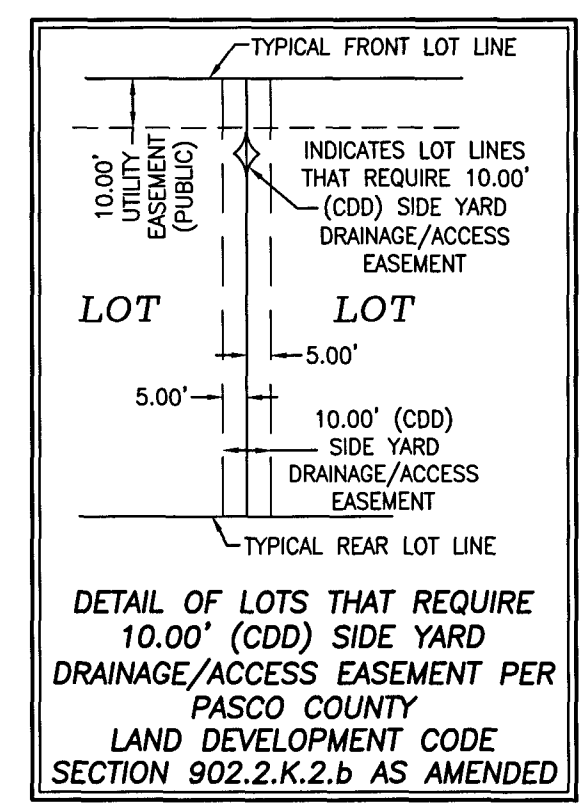 TYPICAL FRONT LOT LINE
10.00'
UTILITY
EASEMENT
(PUBLIC)
INDICATES LOT LINES
THAT REQUIRE 10.00'
(CDD) SIDE YARD
DRAINAGE/ACCESS
EASEMENT
LOT
LOT
5.00'
5.00'
10.00' (CDD)
SIDE YARD
DRAINAGE/ACCESS
EASEMENT
TYPICAL REAR LOT LINE
DETAIL OF LOTS THAT REQUIRE
10.00' (CDD) SIDE YARD
DRAINAGE/ACCESS EASEMENT PER
PASCO COUNTY
LAND DEVELOPMENT CODE
SECTION 902.2.K.2.b AS AMENDED